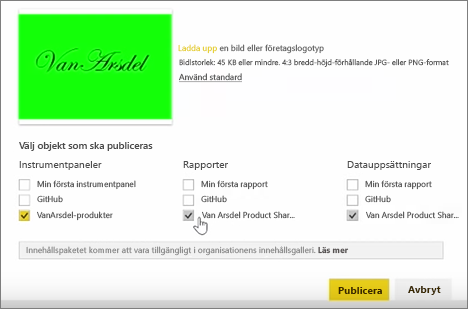 Van Arsdel
Ladda upp en bild eller företagslogotyp
Bildstorlek: 45 KB eller mindre. 4:3 bredd-höjd-förhållande JPG- eller PNG-format
Använd standard
Välj objekt som ska publiceras
Instrumentpaneler
Rapporter
Datauppsättningar
Min första instrumentpanel
Min första rapport
Min första rapport
GitHub
GitHub
GitHub
VanArsdel-produkter
Van Arsdel Product Shar...
Van Arsdel Product Shar...
Innehållspaketet kommer att vara tillgängligt i organisationens innehållsgalleri. Läs mer
Publicera
Avbryt